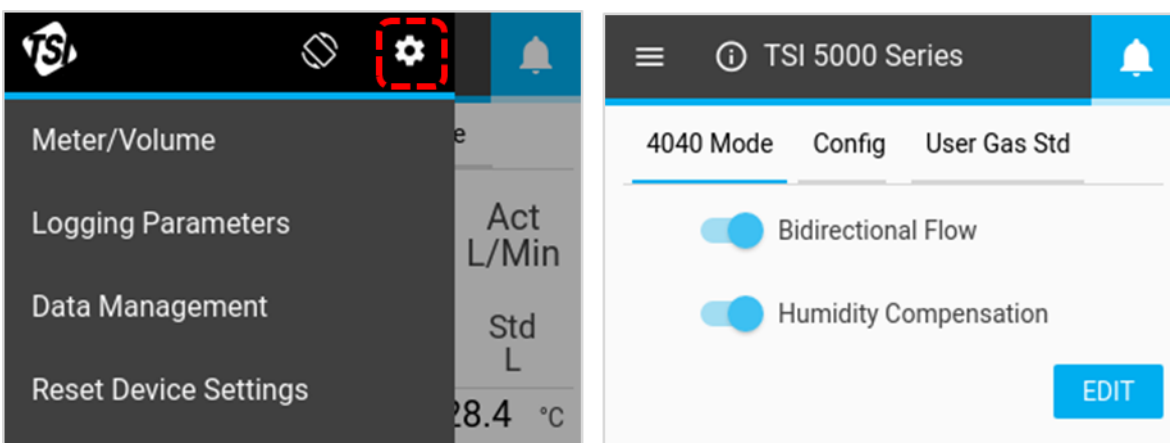 TSI
Meter/Volume
Logging Parameters
Data Management
Reset Device Settings
e
Act
L/Min
Std
L
28.4 °C
TSI 5000 Series
4040 Mode Config User Gas Std
Bidirectional Flow
Humidity Compensation
EDIT